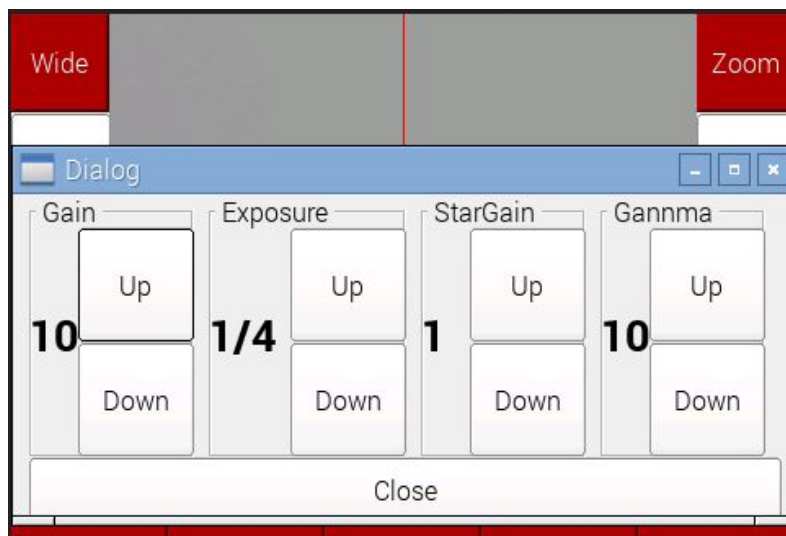 Wide
Zoom
Dialog
Gain
Exposure
StarGain
Gannma
Up
Up
Up
Up
10
1/4
1
10
Down
Down
Down
Down
Close